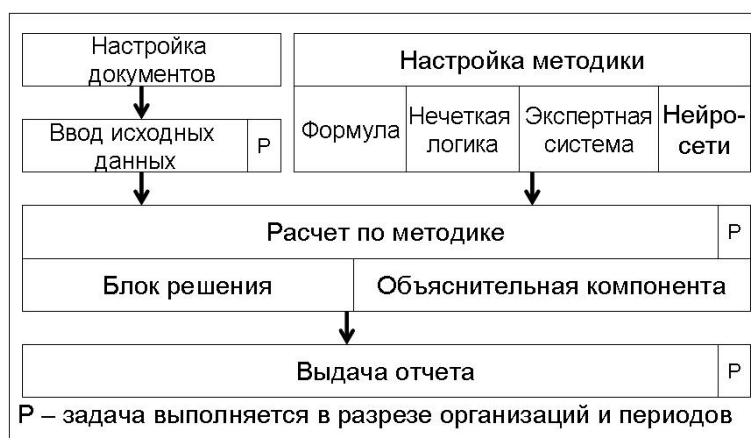 Настройка
документов
Настройка методики
Ввод исходных
данных
Р
Формула
Нечеткая
логика
Экспертная
система
Нейро-
сети
Расчет по методике
Р
Блок решения
Объяснительная компонента
Выдача отчета
Р
Р – задача выполняется в разрезе организаций и периодов